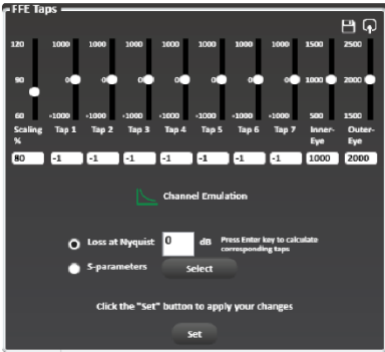 FFE Taps
120 1000 1000 1000 1000 1000 1000 1000 1500 2500
90 0 0 0 0 0 0 0 1000 2000
60 -1000 -1000 -1000 -1000 -1000 -1000 -1000 500 1500
Scaling % Tap 1 Tap 2 Tap 3 Tap 4 Tap 5 Tap 6 Tap 7 Inner-Eye Outer-Eye
80 -1 -1 -1 -1 -1 -1 -1 1000 2000
Channel Emulation
Loss at Nyquist 0 dB Press Enter key to calculate
corresponding taps
S-parameters Select
Click the "Set" button to apply your changes
Set